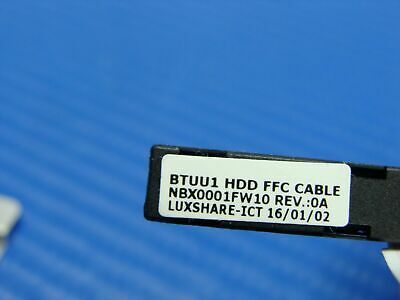 BTUU1 HDD FFC CABLE
NBX0001FW10 REV.:0A
LUXSHARE-ICT 16/01/02